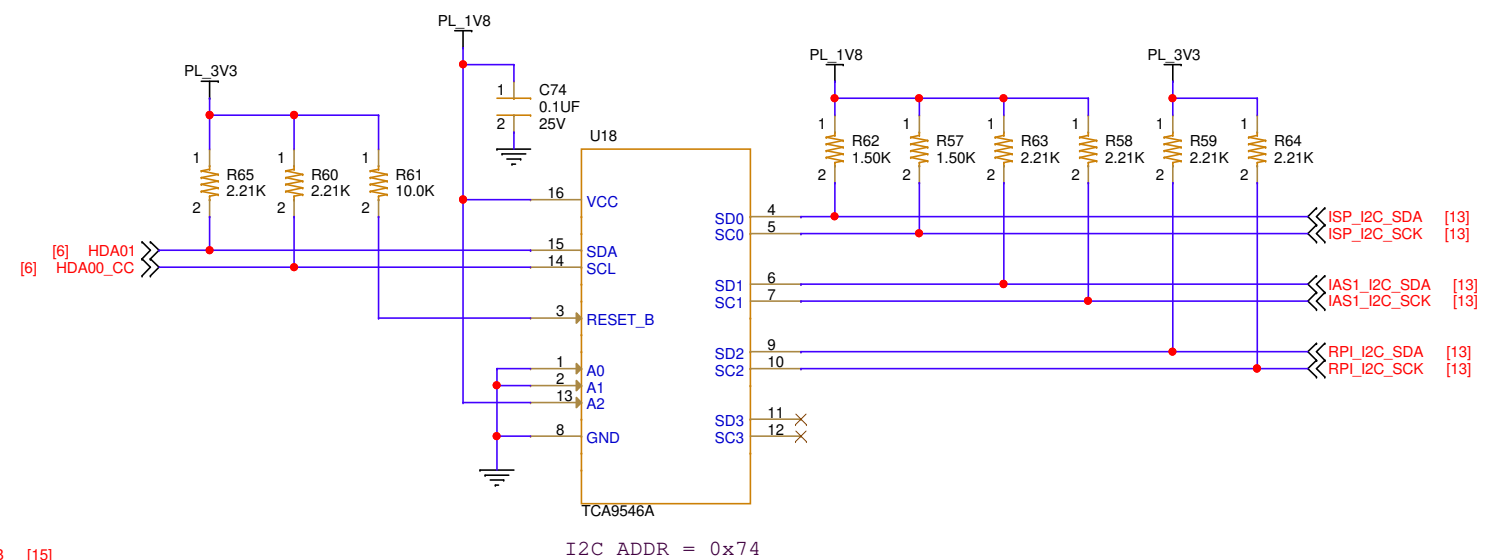 PL_1V8
PL_3V3
1 C74
0.1UF
2 25V
PL_1V8
PL_3V3
U18
1 R65 2.21K 2
1 R60 2.21K 2
1 R61 10.0K 2
1 R62 1.50K 2
1 R57 1.50K 2
1 R63 2.21K 2
1 R58 2.21K 2
1 R59 2.21K 2
1 R64 2.21K 2
16 VCC
[6] HDA01 15 SDA
[6] HDA00_CC 14 SCL
3 RESET_B
1 A0
2 A1
13 A2
8 GND
SD0 4 ISP_I2C_SDA [13]
SC0 5 ISP_I2C_SCK [13]
SD1 6 IAS1_I2C_SDA [13]
SC1 7 IAS1_I2C_SCK [13]
SD2 9 RPI_I2C_SDA [13]
SC2 10 RPI_I2C_SCK [13]
SD3 11
SC3 12
TCA9546A
I2C ADDR = 0x74
[15]